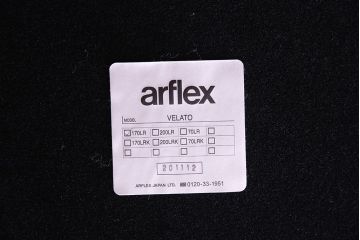 arflex
MODEL VELATO
170LR 200LR 70LR
170LRK 200LRK 70LRK
201112
ARFLEX JAPAN LTD. 0120-33-1951